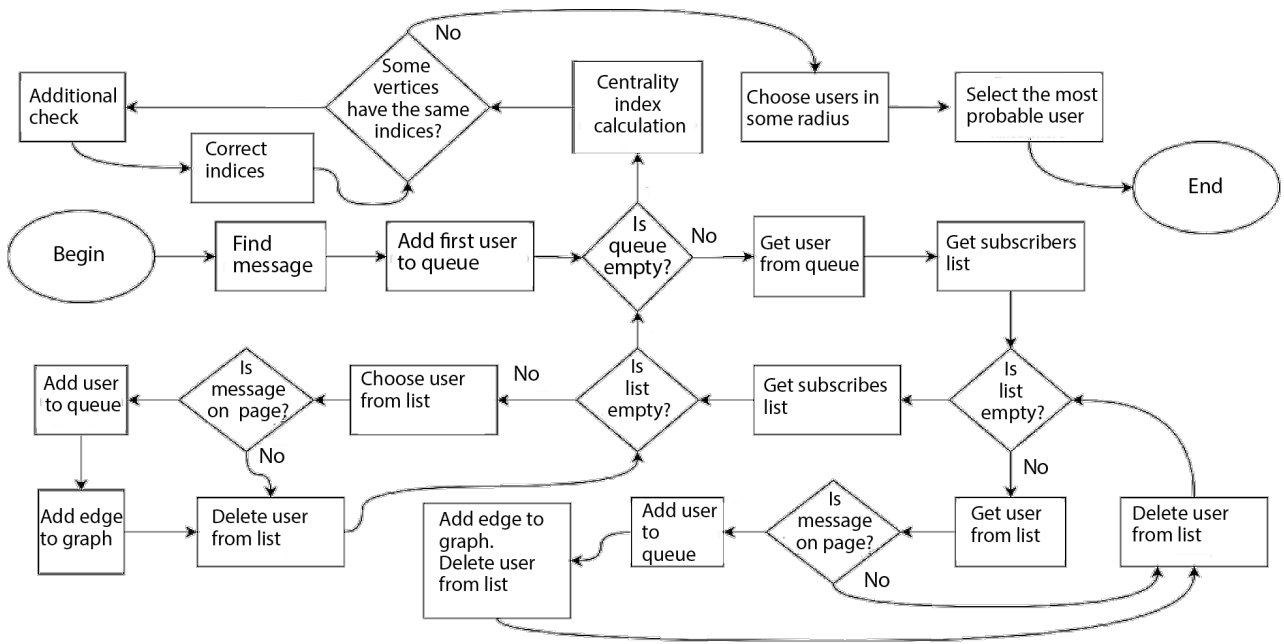 No
Some
vertices
have the same
indices?
Additional
check
Correct
indices
Centrality
index
calculation
Choose users in
some radius
Select the most
probable user
End
Begin
Find
message
Add first user
to queue
Is
queue
empty?
No
Get user
from queue
Get subscribers
list
Is
list
empty?
No
Get subscribes
list
Is
list
empty?
No
Choose user
from list
Is
message
on page?
No
Add user
to queue
Add edge
to graph
Delete user
from list
Get user
from list
Is
message
on page?
No
Add user
to
queue
Add edge to
graph.
Delete user
from list
Delete user
from list